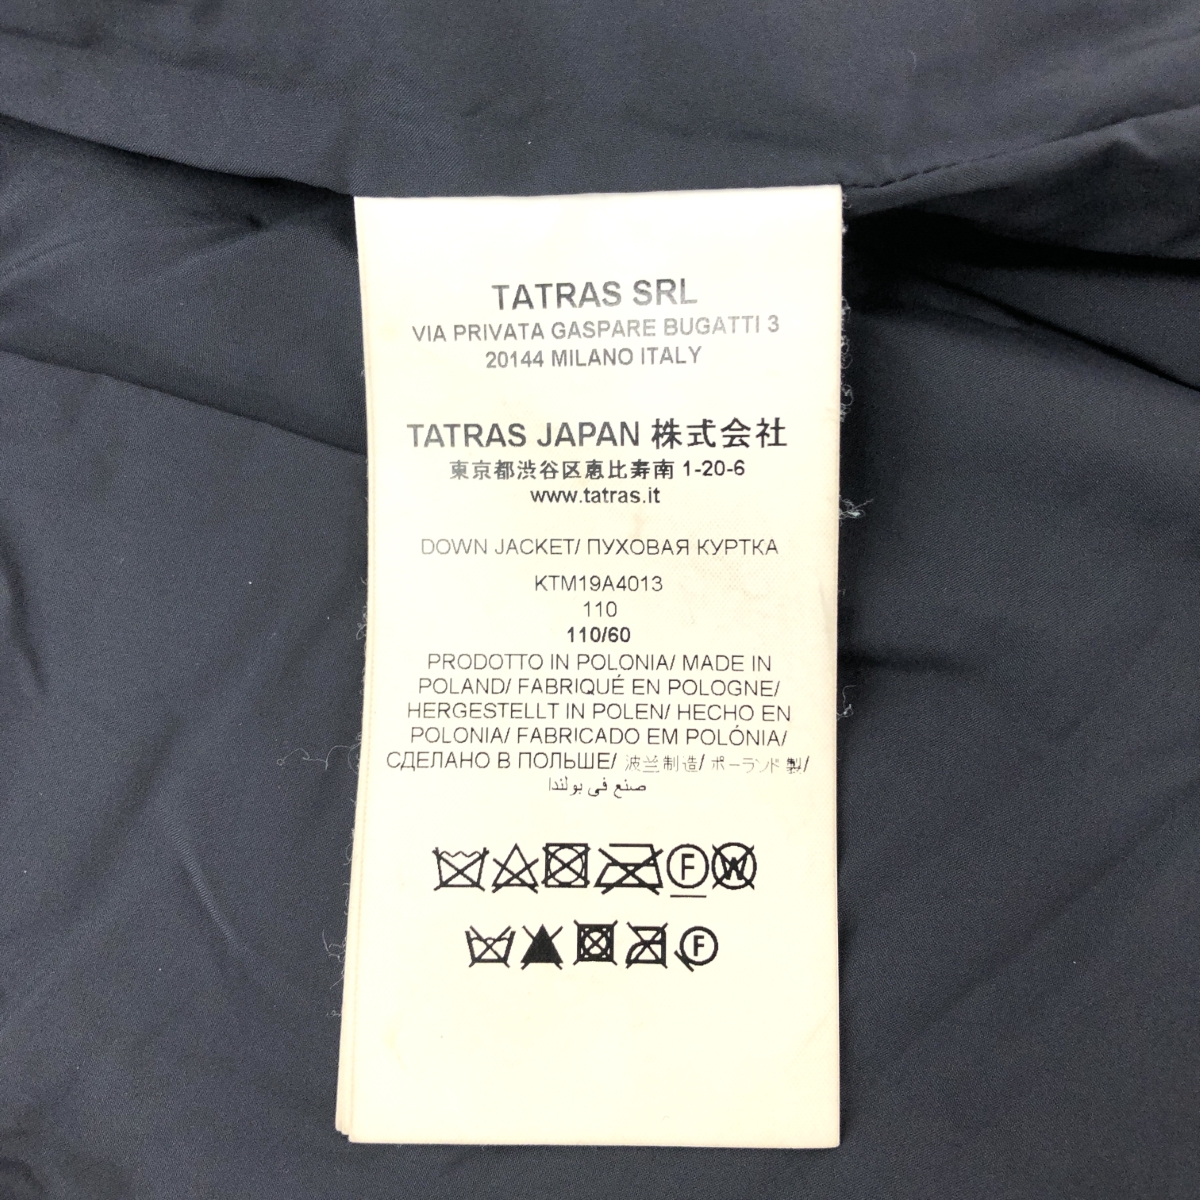 TATRAS SRL
VIA PRIVATA GASPARE BUGATTI 3
20144 MILANO ITALY
TATRAS JAPAN 株式会社
東京都渋谷区恵比寿南 1-20-6
www.tatras.it
DOWN JACKET/ ПУХОВАЯ КУРТКА
KTM19A4013
110
110/60
PRODOTTO IN POLONIA/ MADE IN
POLAND/ FABRIQUÉ EN POLOGNE/
HERGESTELLT IN POLEN/ HECHO EN
POLONIA/ FABRICADO EM POLÓNIA/
СДЕЛАНО В ПОЛЬШЕ/ 波兰制造/ ポーランド製/
صنع في بولندا
F W
F